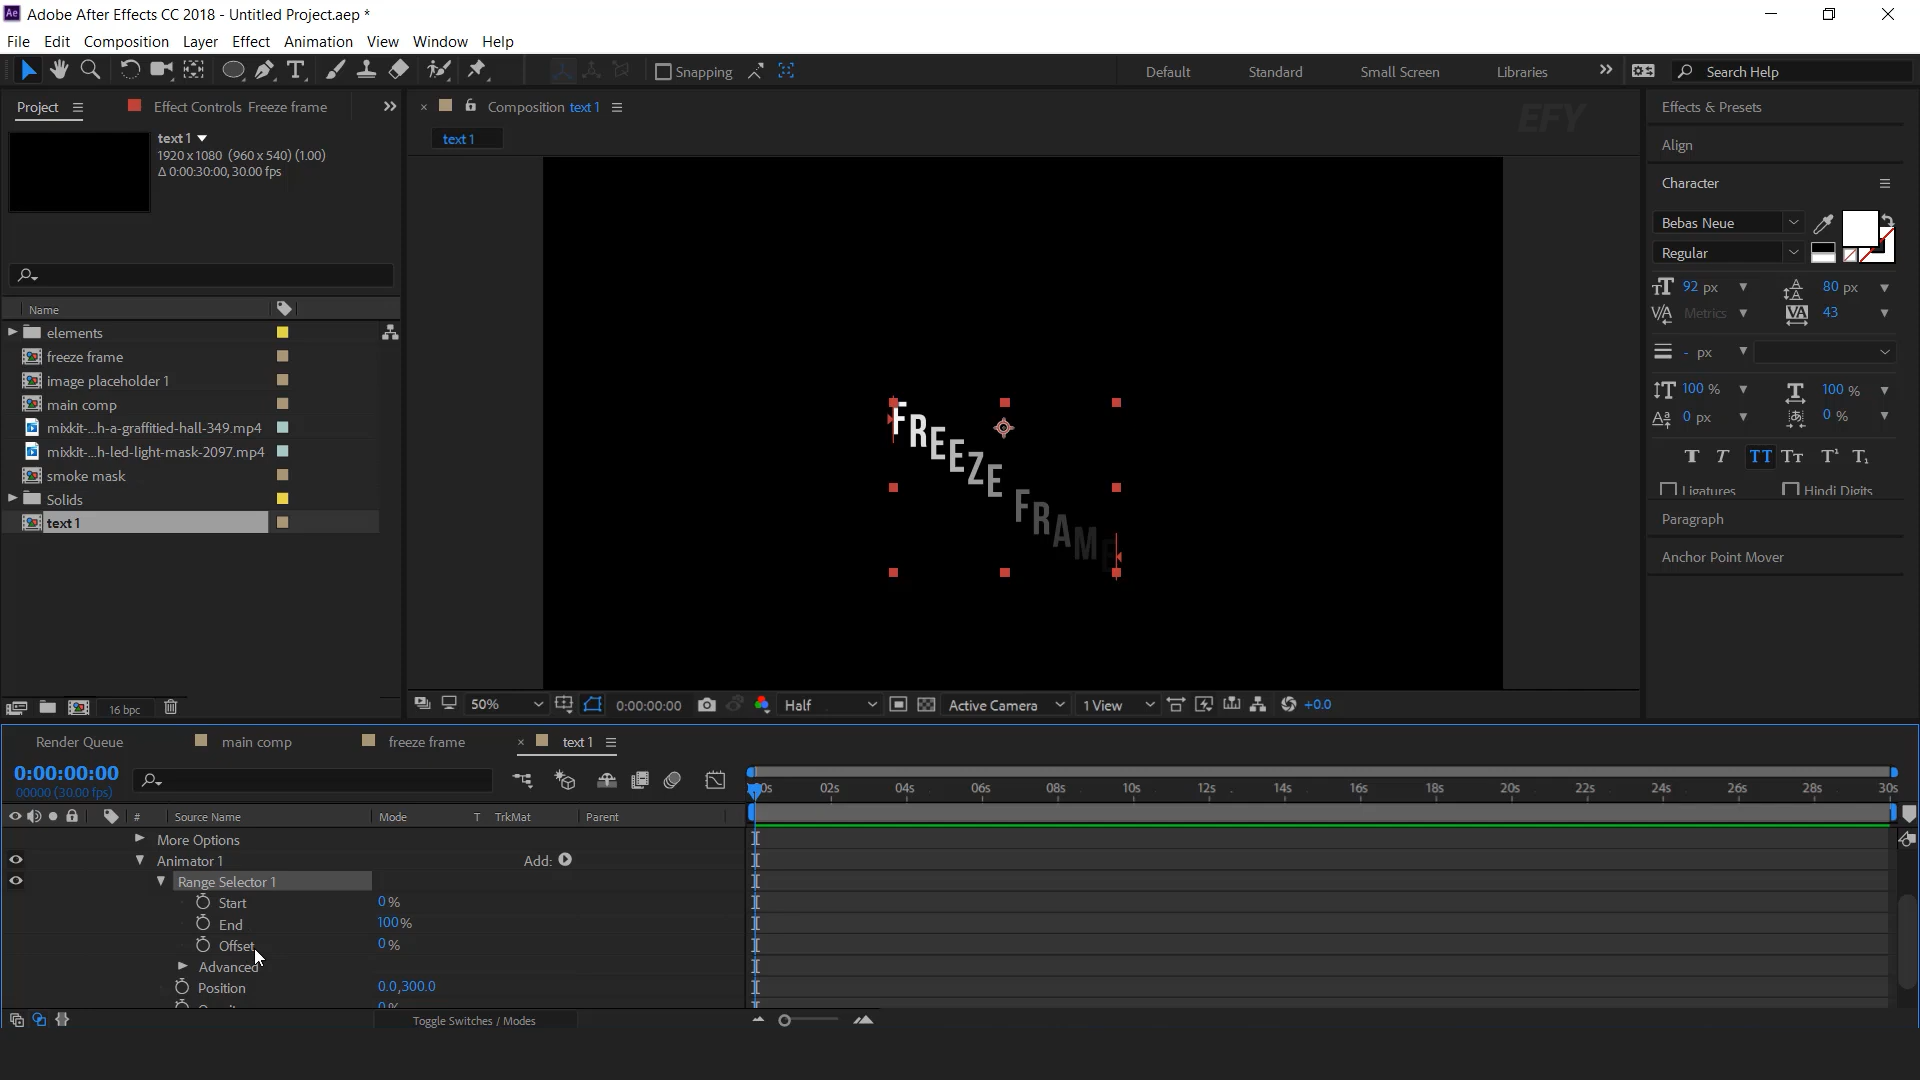 Adobe After Effects CC 2018 - Untitled Project.aep *
File Edit Composition Layer Effect Animation View Window Help
Snapping Default Standard Small Screen Libraries Search Help
Project Effect Controls Freeze frame
Composition text 1
text 1
EFY
text 1
1920 x 1080 (960 x 540) (1.00)
Δ 0:00:30:00, 30.00 fps
Name
elements
freeze frame
image placeholder 1
main comp
mixkit-...h-a-graffitied-hall-349.mp4
mixkit-...h-led-light-mask-2097.mp4
smoke mask
Solids
text 1
16 bpc
FREEZE FRAME
50% 0:00:00:00 Half Active Camera 1 View +0.0
Effects & Presets
Align
Character
Bebas Neue
Regular
92 px 80 px
Metrics 43
- px
100 % 100 %
0 px 0 %
T T TT Tт T¹ T₁
Ligatures Hindi Digits
Paragraph
Anchor Point Mover
Render Queue main comp freeze frame text 1
0:00:00:00
00000 (30.00 fps)
02s 04s 06s 08s 10s 12s 14s 16s 18s 20s 22s 24s 26s 28s 30s
# Source Name Mode T TrkMat Parent
More Options
Animator 1 Add:
Range Selector 1
Start 0%
End 100%
Offset 0%
Advanced
Position 0.0,300.0
Toggle Switches / Modes